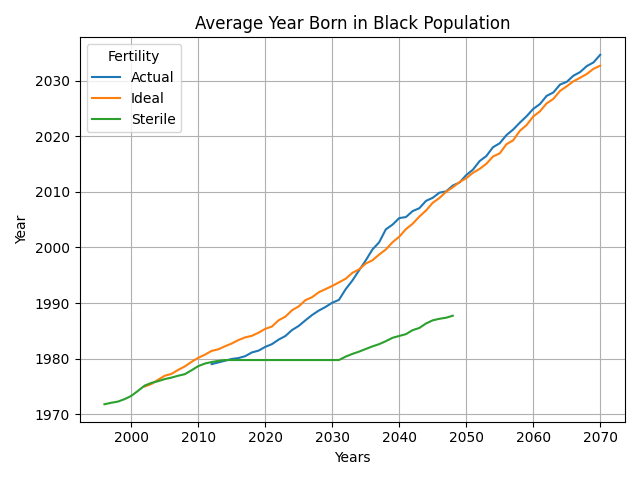 Average Year Born in Black Population
Fertility
Actual
Ideal
Sterile
Year
2030
2020
2010
2000
1990
1980
1970
2000 2010 2020 2030 2040 2050 2060 2070
Years